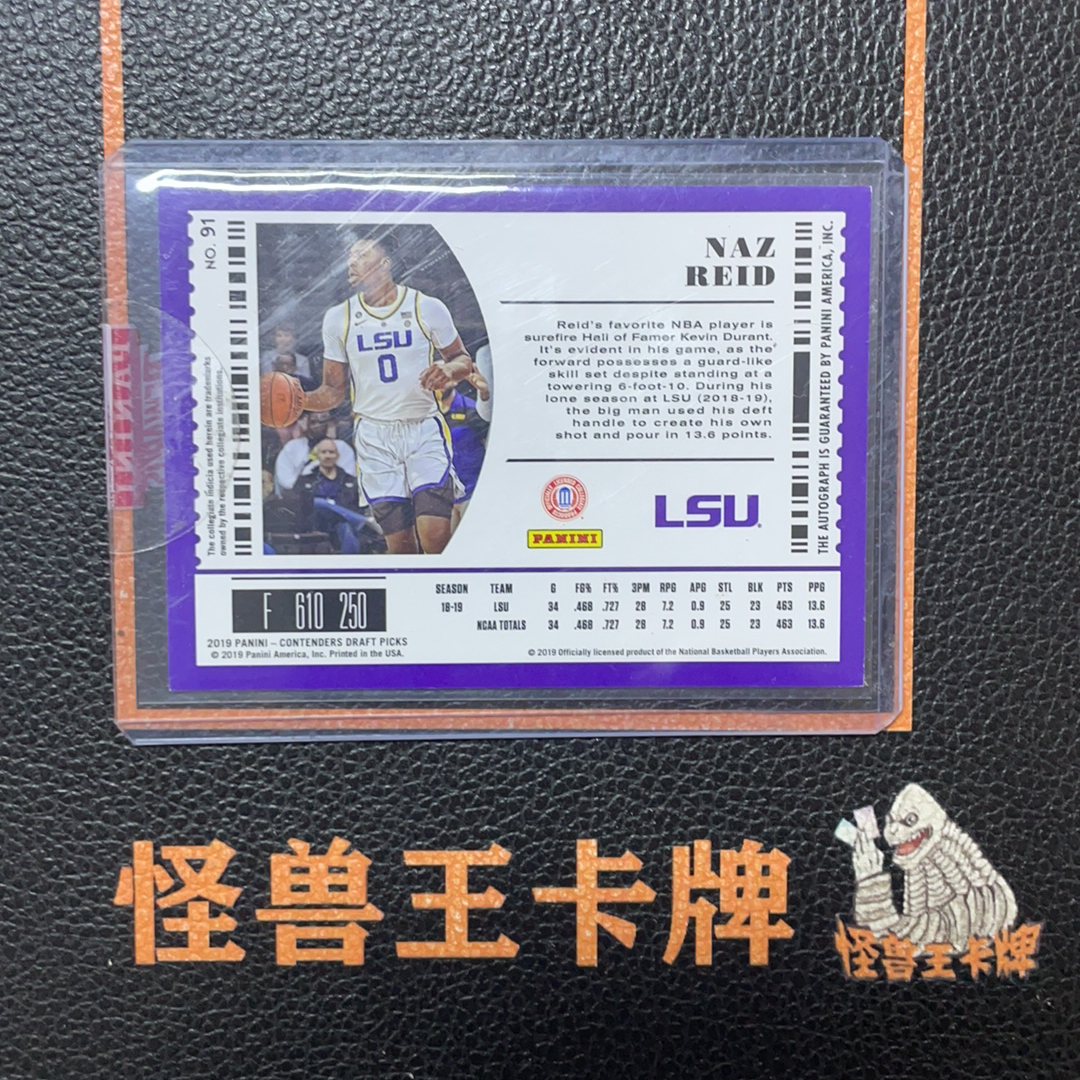 NO. 91
The collegiate indicia used herein are trademarks
owned by the respective collegiate institutions.
LSU
0
NAZ
REID
Reid's favorite NBA player is
surefire Hall of Famer Kevin Durant.
It's evident in his game, as the
forward possesses a guard-like
skill set despite standing at a
towering 6-foot-10. During his
lone season at LSU (2018-19),
the big man used his deft
handle to create his own
shot and pour in 13.6 points.
OFFICIALLY LICENSED COLLEGIATE PRODUCTS
PANINI
LSU
THE AUTOGRAPH IS GUARANTEED BY PANINI AMERICA, INC.
F 610 250
SEASON TEAM G FG% FT% 3PM RPG APG STL BLK PTS PPG
18-19 LSU 34 .468 .727 28 7.2 0.9 25 23 463 13.6
NCAA TOTALS 34 .468 .727 28 7.2 0.9 25 23 463 13.6
2019 PANINI – CONTENDERS DRAFT PICKS
© 2019 Panini America, Inc. Printed in the USA.
© 2019 Officially licensed product of the National Basketball Players Association.
PANINI
怪兽王卡牌
怪兽王卡牌